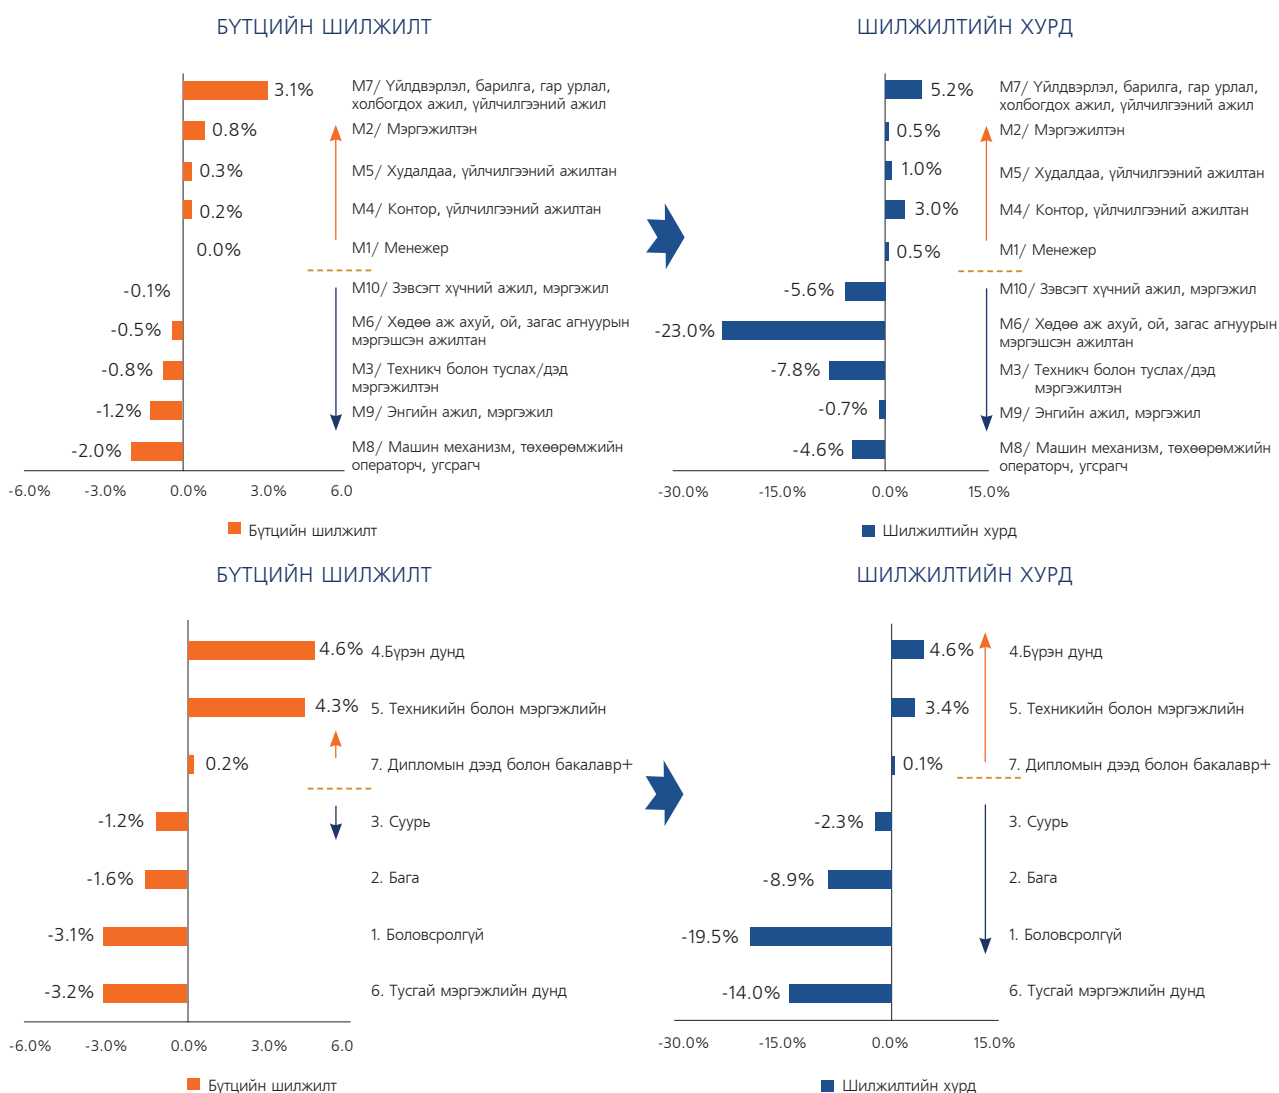 БҮТЦИЙН ШИЛЖИЛТ
3.1%
М7/ Үйлдвэрлэл, барилга, гар урлал,
холбогдох ажил, үйлчилгээний ажил
0.8%
М2/ Мэргэжилтэн
0.3%
М5/ Худалдаа, үйлчилгээний ажилтан
0.2%
М4/ Контор, үйлчилгээний ажилтан
0.0%
М1/ Менежер
-0.1%
М10/ Зэвсэгт хүчний ажил, мэргэжил
-0.5%
М6/ Хөдөө аж ахуй, ой, загас агнуурын
мэргэшсэн ажилтан
-0.8%
М3/ Техникч болон туслах/дэд
мэргэжилтэн
-1.2%
М9/ Энгийн ажил, мэргэжил
-2.0%
М8/ Машин механизм, төхөөрөмжийн
операторч, угсрагч
-6.0% -3.0% 0.0% 3.0% 6.0
Бүтцийн шилжилт
ШИЛЖИЛТИЙН ХУРД
5.2%
М7/ Үйлдвэрлэл, барилга, гар урлал,
холбогдох ажил, үйлчилгээний ажил
0.5%
М2/ Мэргэжилтэн
1.0%
М5/ Худалдаа, үйлчилгээний ажилтан
3.0%
М4/ Контор, үйлчилгээний ажилтан
0.5%
М1/ Менежер
-5.6%
М10/ Зэвсэгт хүчний ажил, мэргэжил
-23.0%
М6/ Хөдөө аж ахуй, ой, загас агнуурын
мэргэшсэн ажилтан
-7.8%
М3/ Техникч болон туслах/дэд
мэргэжилтэн
-0.7%
М9/ Энгийн ажил, мэргэжил
-4.6%
М8/ Машин механизм, төхөөрөмжийн
операторч, угсрагч
-30.0% -15.0% 0.0% 15.0%
Шилжилтийн хурд
БҮТЦИЙН ШИЛЖИЛТ
4.6%
4.Бүрэн дунд
4.3%
5. Техникийн болон мэргэжлийн
0.2%
7. Дипломын дээд болон бакалавр+
-1.2%
3. Суурь
-1.6%
2. Бага
-3.1%
1. Боловсролгүй
-3.2%
6. Тусгай мэргэжлийн дунд
-6.0% -3.0% 0.0% 3.0% 6.0
Бүтцийн шилжилт
ШИЛЖИЛТИЙН ХУРД
4.6%
4.Бүрэн дунд
3.4%
5. Техникийн болон мэргэжлийн
0.1%
7. Дипломын дээд болон бакалавр+
-2.3%
3. Суурь
-8.9%
2. Бага
-19.5%
1. Боловсролгүй
-14.0%
6. Тусгай мэргэжлийн дунд
-30.0% -15.0% 0.0% 15.0%
Шилжилтийн хурд